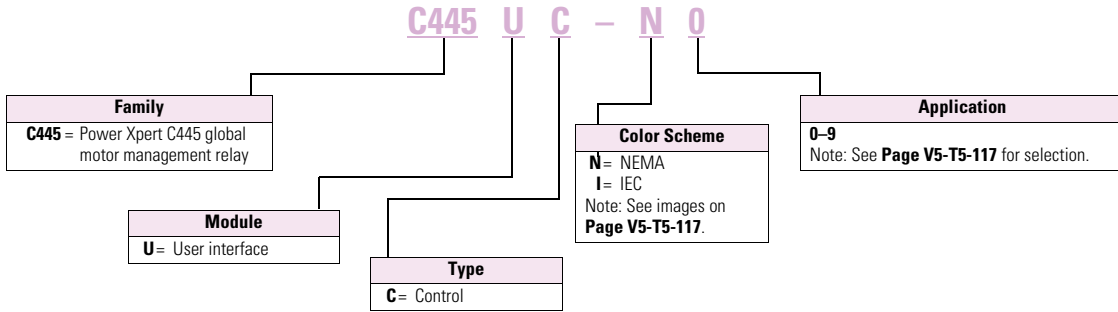 C445 U C – N 0
Family
C445 = Power Xpert C445 global
motor management relay
Module
U = User interface
Type
C = Control
Color Scheme
N = NEMA
I = IEC
Note: See images on
Page V5-T5-117.
Application
0–9
Note: See Page V5-T5-117 for selection.